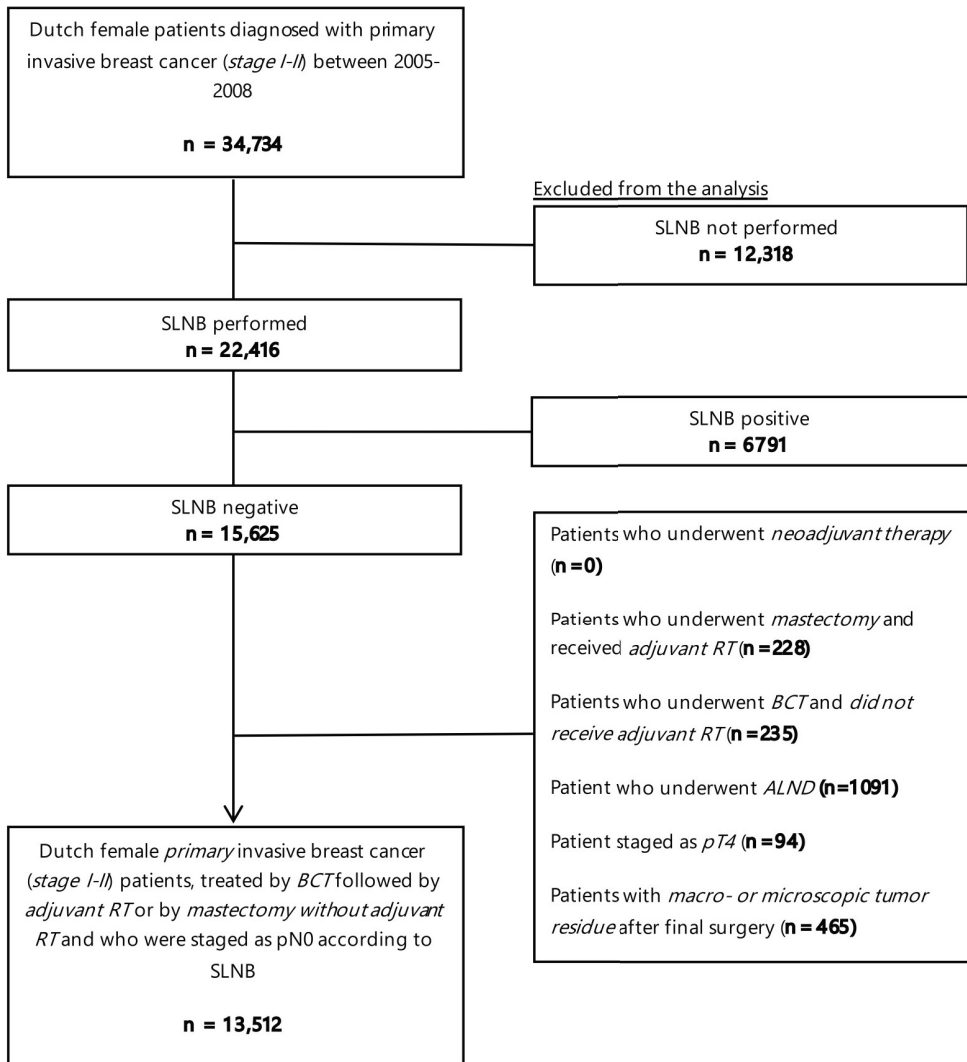 Dutch female patients diagnosed with primary
invasive breast cancer (stage I-II) between 2005-
2008
n = 34,734
Excluded from the analysis
SLNB not performed
n = 12,318
SLNB performed
n = 22,416
SLNB positive
n = 6791
SLNB negative
n = 15,625
Patients who underwent neoadjuvant therapy
(n=0)
Patients who underwent mastectomy and
received adjuvant RT (n=228)
Patients who underwent BCT and did not
receive adjuvant RT (n=235)
Patient who underwent ALND (n=1091)
Patient staged as pT4 (n=94)
Patients with macro- or microscopic tumor
residue after final surgery (n=465)
Dutch female primary invasive breast cancer
(stage I-II) patients, treated by BCT followed by
adjuvant RT or by mastectomy without adjuvant
RT and who were staged as pN0 according to
SLNB
n = 13,512